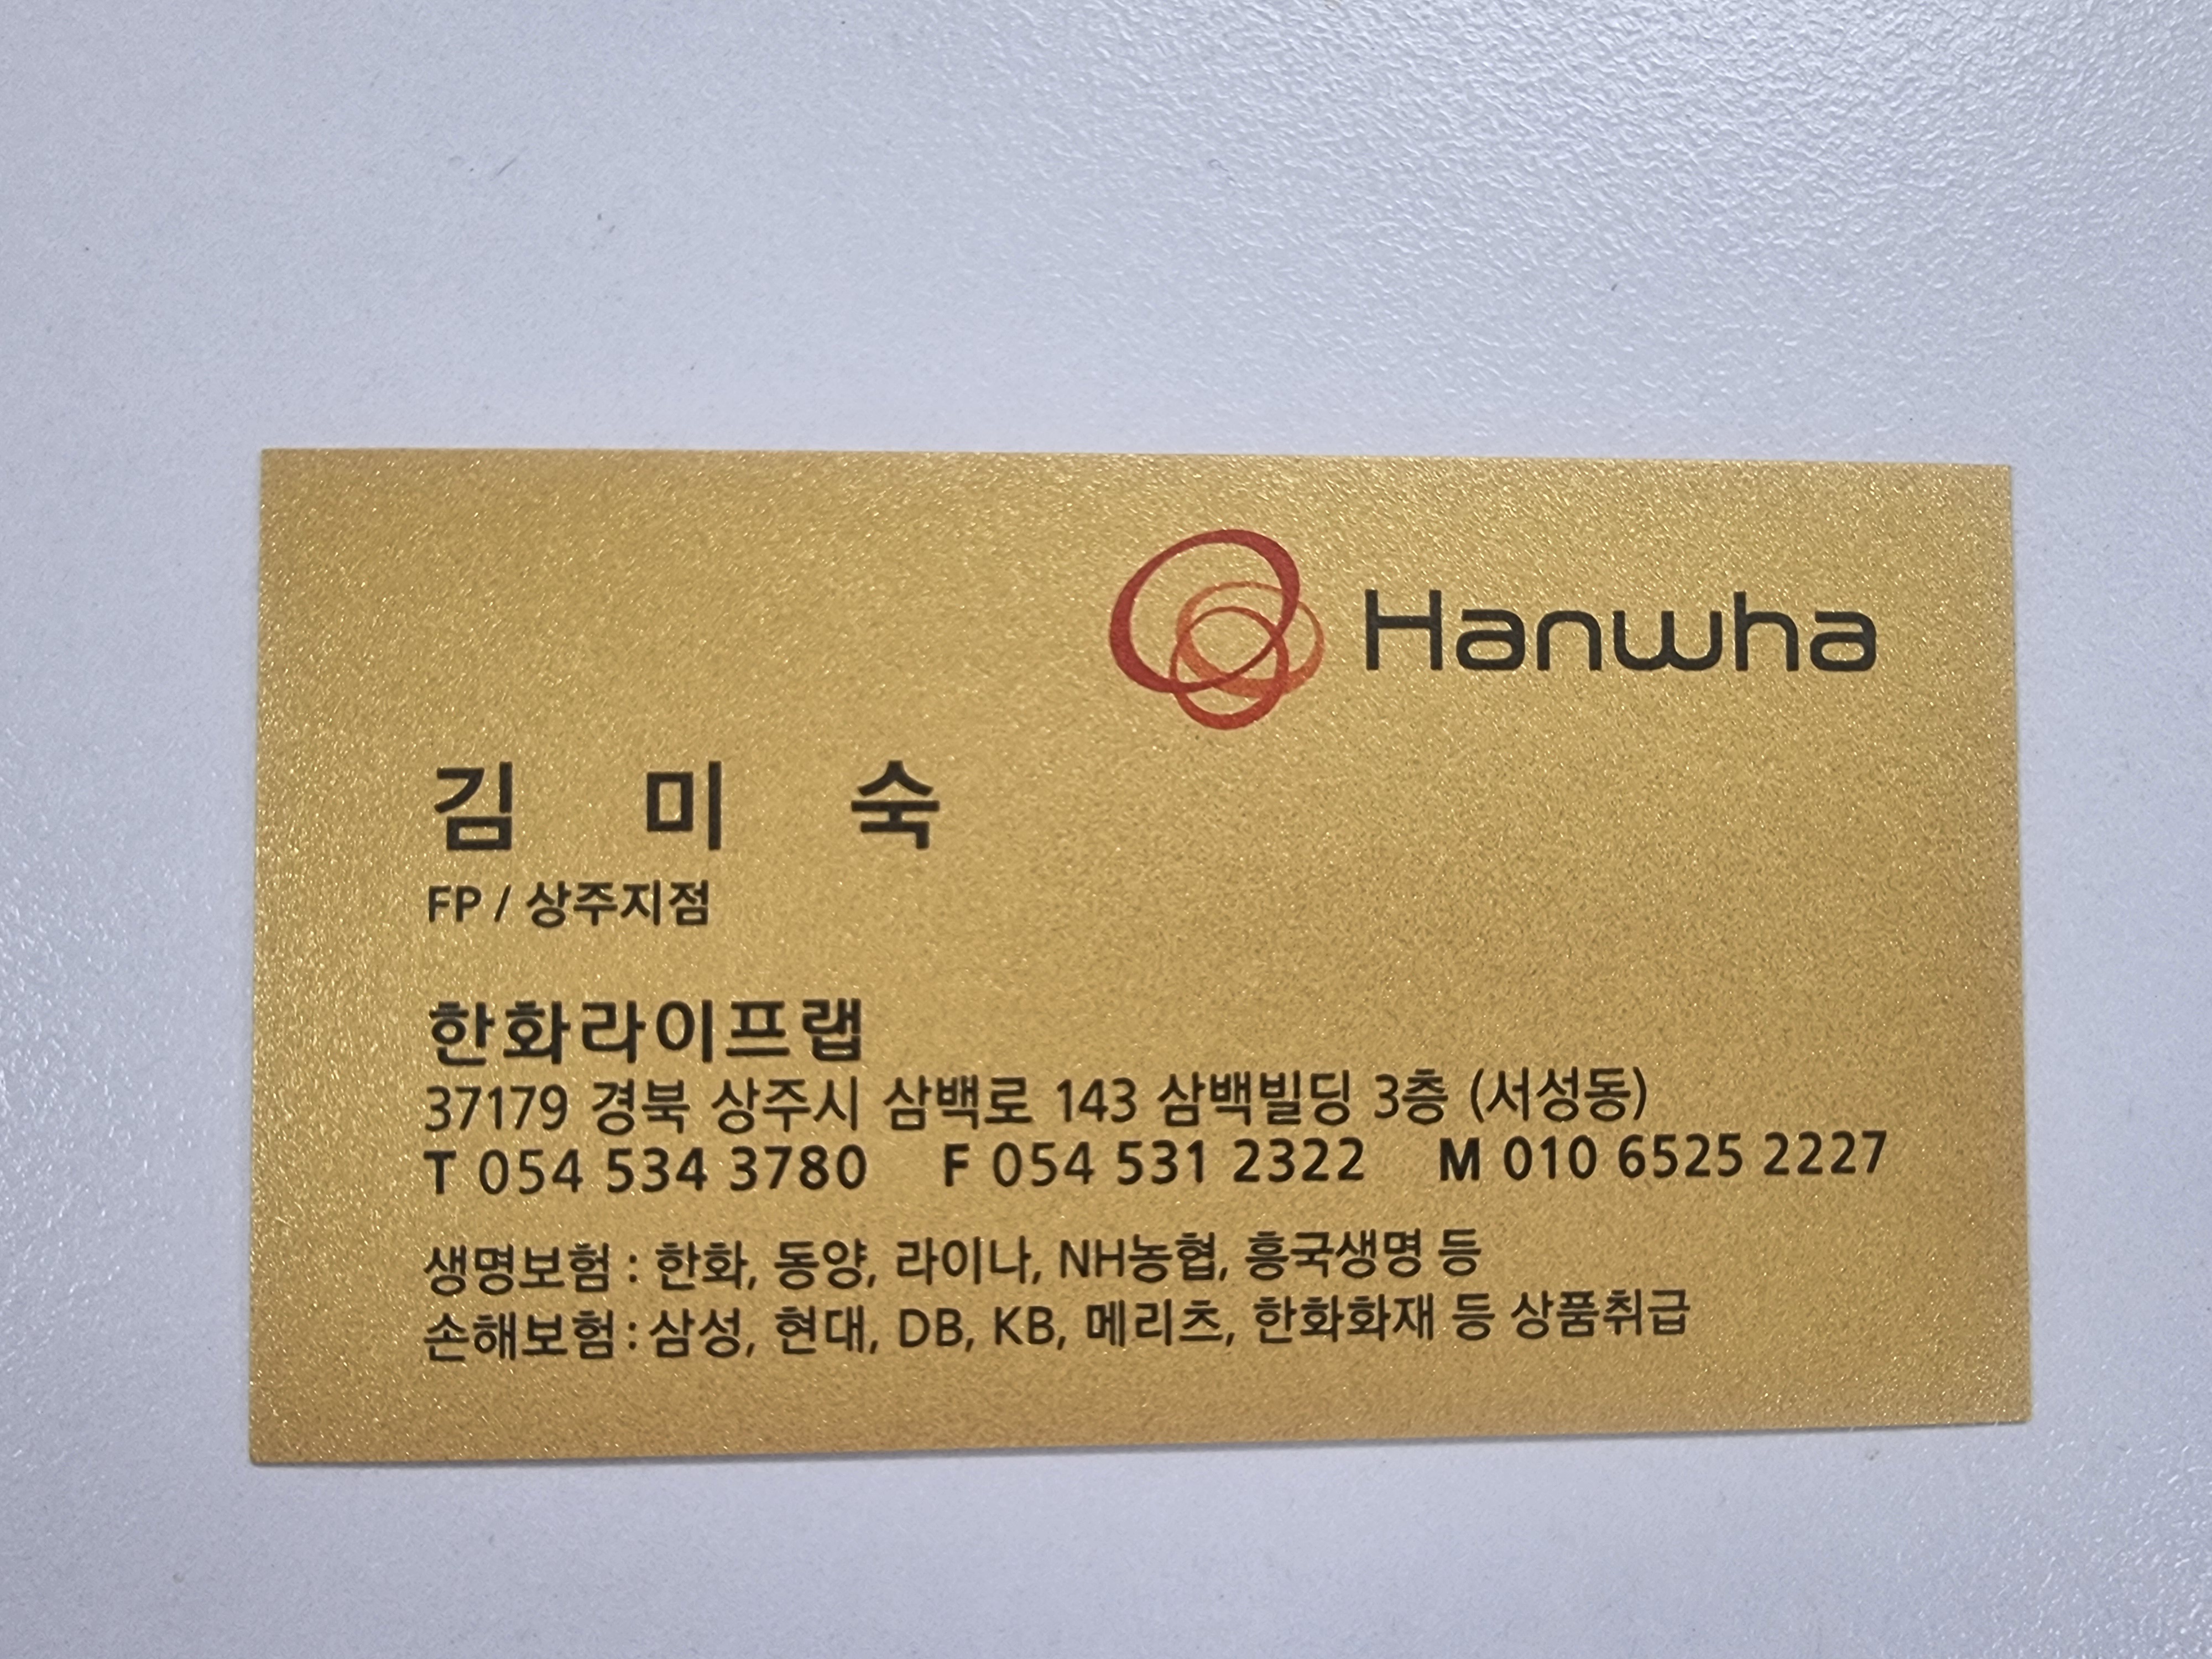 Hanwha
김 미 숙
FP / 상주지점
한화라이프랩
37179 경북 상주시 삼백로 143 삼백빌딩 3층 (서성동)
T 054 534 3780 F 054 531 2322 M 010 6525 2227
생명보험 : 한화, 동양, 라이나, NH농협, 흥국생명 등
손해보험 : 삼성, 현대, DB, KB, 메리츠, 한화화재 등 상품취급